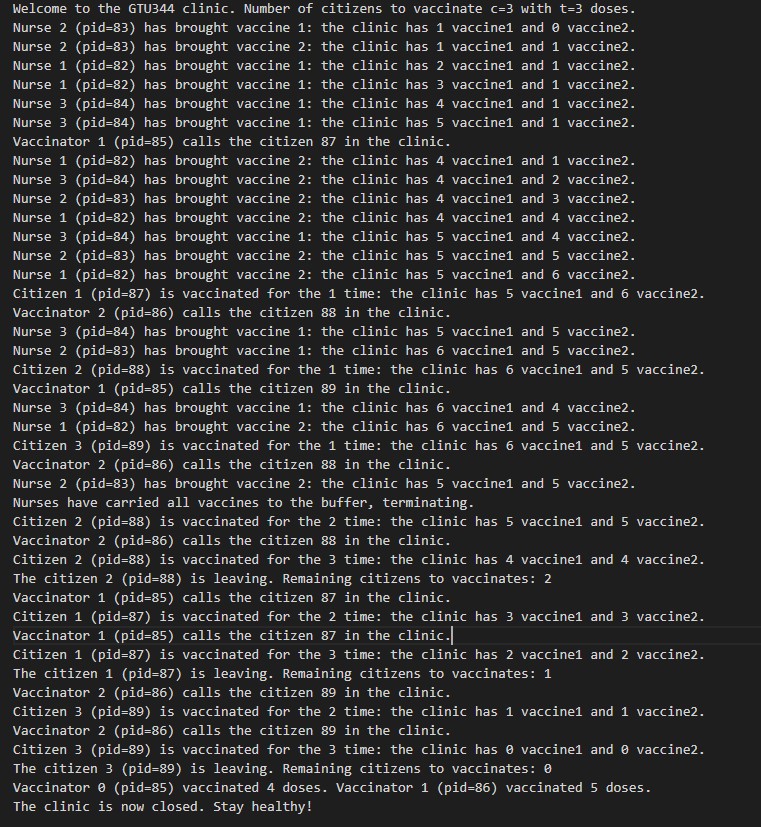 Welcome to the GTU344 clinic. Number of citizens to vaccinate c=3 with t=3 doses.
Nurse 2 (pid=83) has brought vaccine 1: the clinic has 1 vaccine1 and 0 vaccine2.
Nurse 2 (pid=83) has brought vaccine 2: the clinic has 1 vaccine1 and 1 vaccine2.
Nurse 1 (pid=82) has brought vaccine 1: the clinic has 2 vaccine1 and 1 vaccine2.
Nurse 1 (pid=82) has brought vaccine 1: the clinic has 3 vaccine1 and 1 vaccine2.
Nurse 3 (pid=84) has brought vaccine 1: the clinic has 4 vaccine1 and 1 vaccine2.
Nurse 3 (pid=84) has brought vaccine 1: the clinic has 5 vaccine1 and 1 vaccine2.
Vaccinator 1 (pid=85) calls the citizen 87 in the clinic.
Nurse 1 (pid=82) has brought vaccine 2: the clinic has 4 vaccine1 and 1 vaccine2.
Nurse 3 (pid=84) has brought vaccine 2: the clinic has 4 vaccine1 and 2 vaccine2.
Nurse 2 (pid=83) has brought vaccine 2: the clinic has 4 vaccine1 and 3 vaccine2.
Nurse 1 (pid=82) has brought vaccine 2: the clinic has 4 vaccine1 and 4 vaccine2.
Nurse 3 (pid=84) has brought vaccine 1: the clinic has 5 vaccine1 and 4 vaccine2.
Nurse 2 (pid=83) has brought vaccine 2: the clinic has 5 vaccine1 and 5 vaccine2.
Nurse 1 (pid=82) has brought vaccine 2: the clinic has 5 vaccine1 and 6 vaccine2.
Citizen 1 (pid=87) is vaccinated for the 1 time: the clinic has 5 vaccine1 and 6 vaccine2.
Vaccinator 2 (pid=86) calls the citizen 88 in the clinic.
Nurse 3 (pid=84) has brought vaccine 1: the clinic has 5 vaccine1 and 5 vaccine2.
Nurse 2 (pid=83) has brought vaccine 1: the clinic has 6 vaccine1 and 5 vaccine2.
Citizen 2 (pid=88) is vaccinated for the 1 time: the clinic has 6 vaccine1 and 5 vaccine2.
Vaccinator 1 (pid=85) calls the citizen 89 in the clinic.
Nurse 3 (pid=84) has brought vaccine 1: the clinic has 6 vaccine1 and 4 vaccine2.
Nurse 1 (pid=82) has brought vaccine 2: the clinic has 6 vaccine1 and 5 vaccine2.
Citizen 3 (pid=89) is vaccinated for the 1 time: the clinic has 6 vaccine1 and 5 vaccine2.
Vaccinator 2 (pid=86) calls the citizen 88 in the clinic.
Nurse 2 (pid=83) has brought vaccine 2: the clinic has 5 vaccine1 and 5 vaccine2.
Nurses have carried all vaccines to the buffer, terminating.
Citizen 2 (pid=88) is vaccinated for the 2 time: the clinic has 5 vaccine1 and 5 vaccine2.
Vaccinator 2 (pid=86) calls the citizen 88 in the clinic.
Citizen 2 (pid=88) is vaccinated for the 3 time: the clinic has 4 vaccine1 and 4 vaccine2.
The citizen 2 (pid=88) is leaving. Remaining citizens to vaccinates: 2
Vaccinator 1 (pid=85) calls the citizen 87 in the clinic.
Citizen 1 (pid=87) is vaccinated for the 2 time: the clinic has 3 vaccine1 and 3 vaccine2.
Vaccinator 1 (pid=85) calls the citizen 87 in the clinic.
Citizen 1 (pid=87) is vaccinated for the 3 time: the clinic has 2 vaccine1 and 2 vaccine2.
The citizen 1 (pid=87) is leaving. Remaining citizens to vaccinates: 1
Vaccinator 2 (pid=86) calls the citizen 89 in the clinic.
Citizen 3 (pid=89) is vaccinated for the 2 time: the clinic has 1 vaccine1 and 1 vaccine2.
Vaccinator 2 (pid=86) calls the citizen 89 in the clinic.
Citizen 3 (pid=89) is vaccinated for the 3 time: the clinic has 0 vaccine1 and 0 vaccine2.
The citizen 3 (pid=89) is leaving. Remaining citizens to vaccinates: 0
Vaccinator 0 (pid=85) vaccinated 4 doses. Vaccinator 1 (pid=86) vaccinated 5 doses.
The clinic is now closed. Stay healthy!